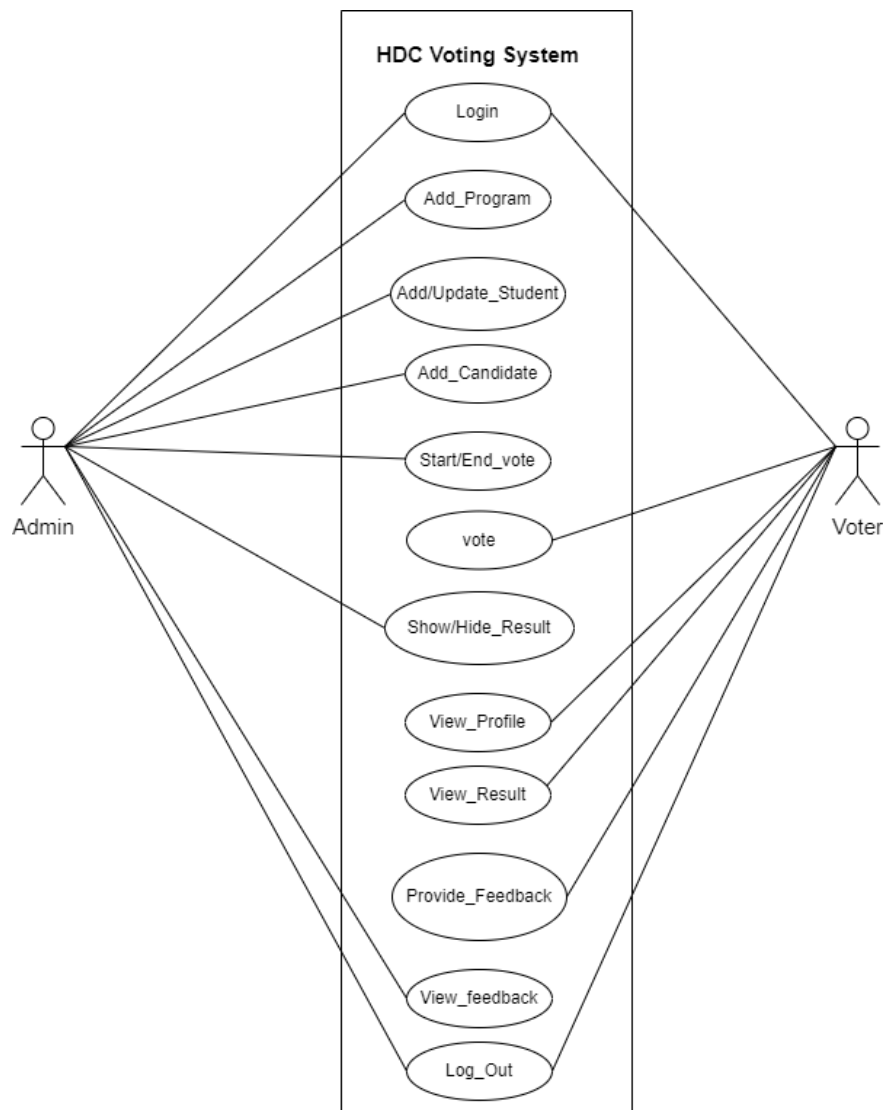 HDC Voting System
Login
Add_Program
Add/Update_Student
Add_Candidate
Start/End_vote
Admin
Voter
vote
Show/Hide_Result
View_Profile
View_Result
Provide_Feedback
View_feedback
Log_Out